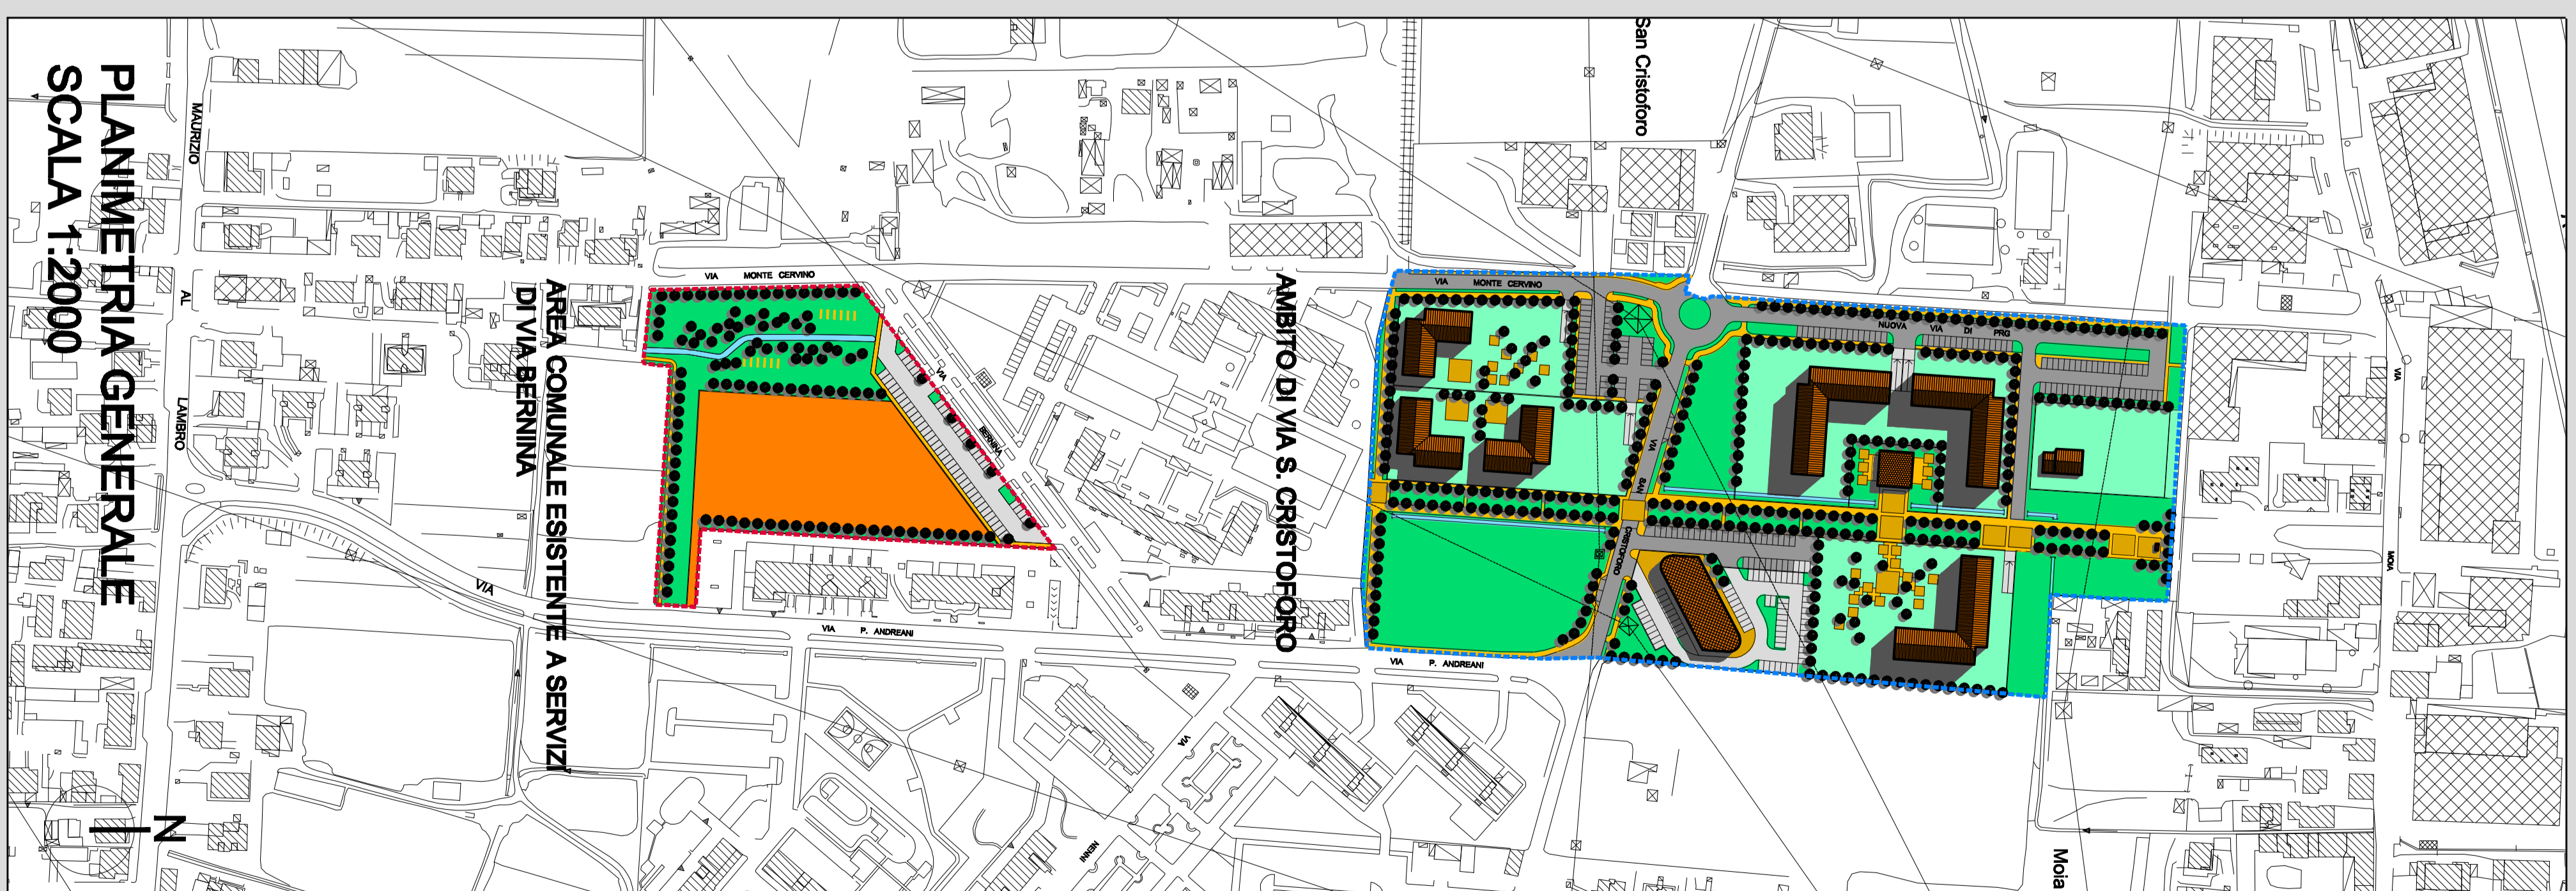 PLANIMETRIA GENERALE
SCALA 1:2000
MAURIZIO
AL
LAMBRO
AREA COMUNALE ESISTENTE A SERVIZI
DI VIA BERNINA
VIA MONTE CERVINO
VIA
BERNINA
VIA
VIA P. ANDREANI
AMBITO DI VIA S. CRISTOFORO
San Cristoforo
VIA MONTE CERVINO
NUOVA VIA DI PRG
VIA
SAN
CRISTOFORO
VIA P. ANDREANI
VIA
NENNI
VIA
MOIA
Moia
N